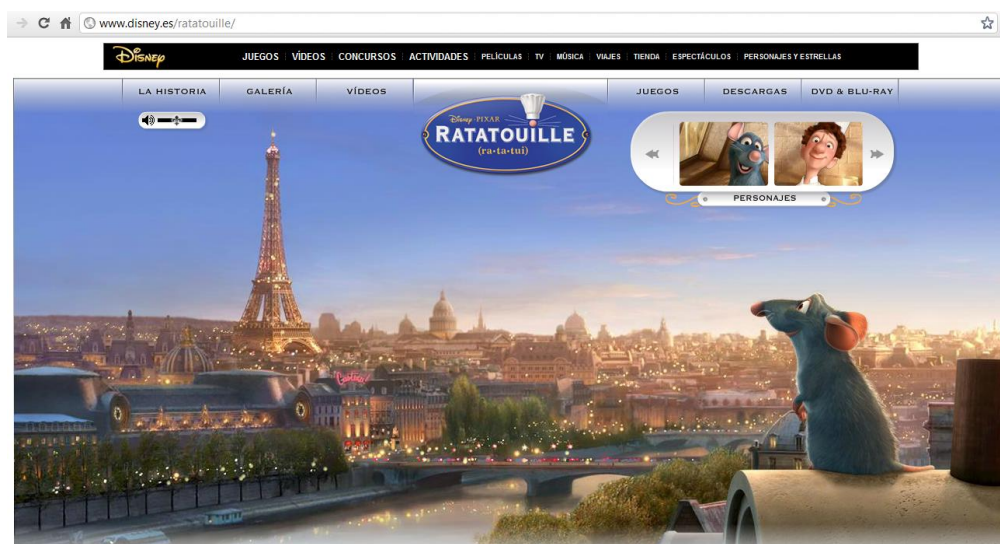 www.disney.es/ratatouille/
Disney JUEGOS VÍDEOS CONCURSOS ACTIVIDADES PELÍCULAS TV MÚSICA VIAJES TIENDA ESPECTÁCULOS PERSONAJES Y ESTRELLAS
LA HISTORIA GALERÍA VÍDEOS JUEGOS DESCARGAS DVD & BLU-RAY
Disney·PIXAR
RATATOUILLE
(ra·ta·tui)
PERSONAJES
Gusteau's